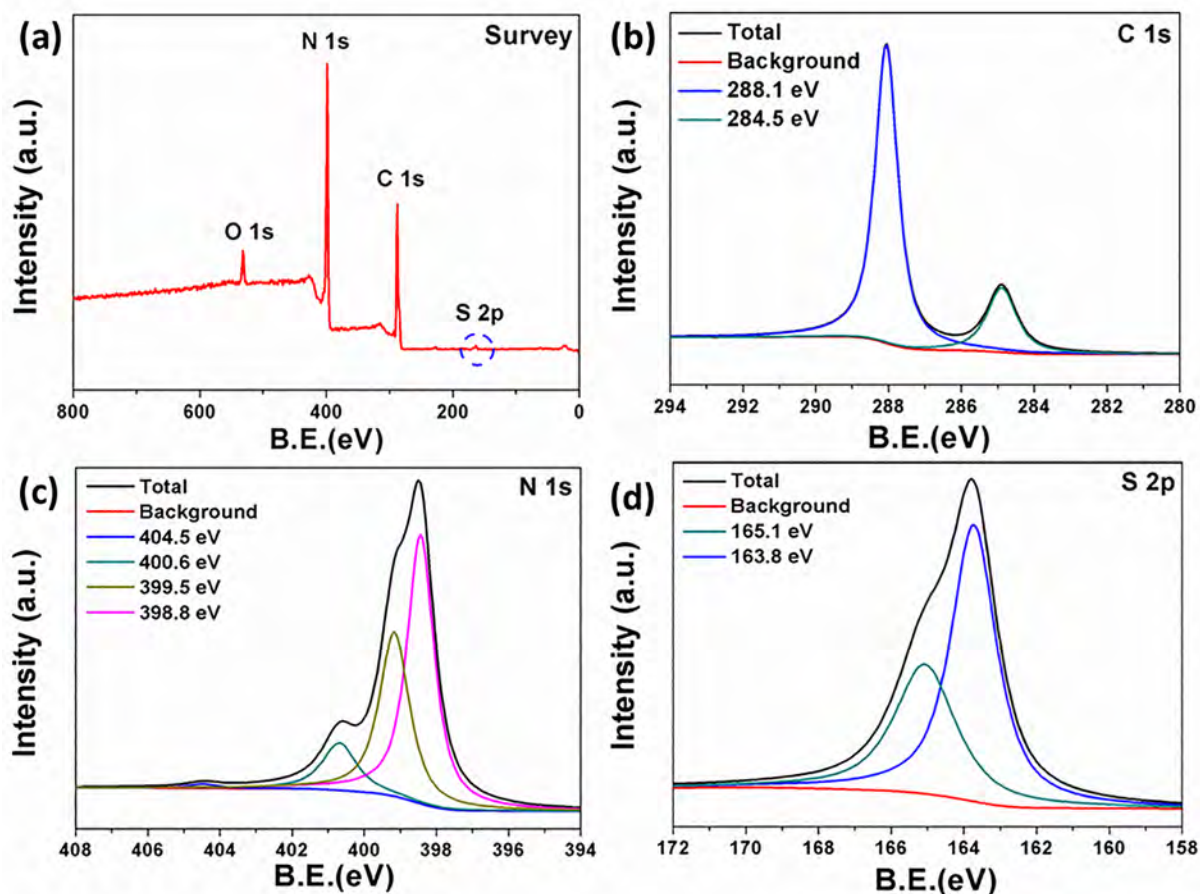 (a)
Survey
N 1s
C 1s
O 1s
S 2p
Intensity (a.u.)
800 600 400 200 0
B.E.(eV)
(b)
C 1s
Total
Background
288.1 eV
284.5 eV
Intensity (a.u.)
294 292 290 288 286 284 282 280
B.E.(eV)
(c)
N 1s
Total
Background
404.5 eV
400.6 eV
399.5 eV
398.8 eV
Intensity (a.u.)
408 406 404 402 400 398 396 394
B.E.(eV)
(d)
S 2p
Total
Background
165.1 eV
163.8 eV
Intensity (a.u.)
172 170 168 166 164 162 160 158
B.E.(eV)